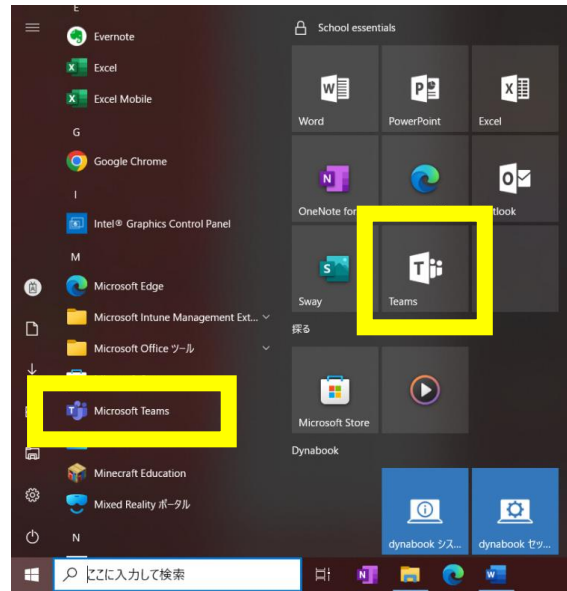 E
Evernote
Excel
Excel Mobile
G
Google Chrome
I
Intel® Graphics Control Panel
M
Microsoft Edge
Microsoft Intune Management Ext...
Microsoft Office ツール
Microsoft Teams
Minecraft Education
Mixed Reality ポータル
N
School essentials
Word
PowerPoint
Excel
OneNote for
Sway
Teams
探る
Microsoft Store
Dynabook
dynabook シス...
dynabook セッ...
ここに入力して検索